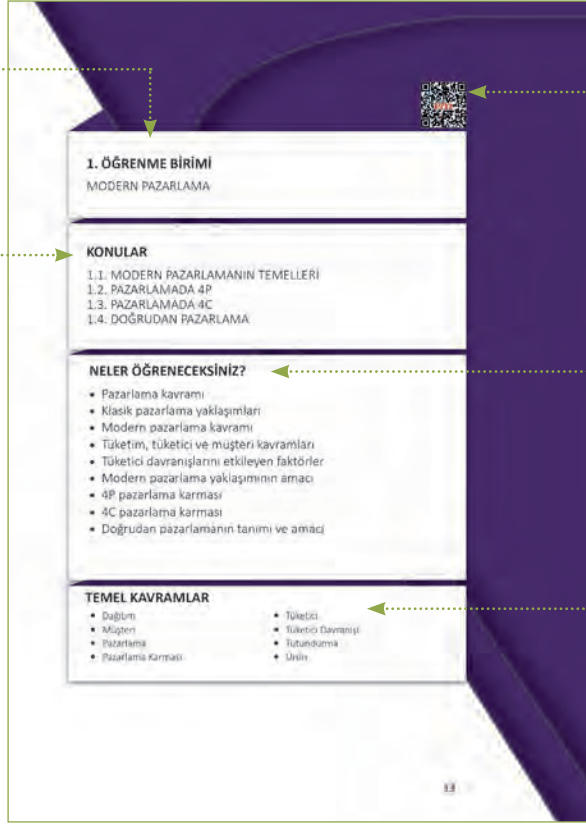 1. ÖĞRENME BİRİMİ
MODERN PAZARLAMA
KONULAR
1.1. MODERN PAZARLAMANIN TEMELLERİ
1.2. PAZARLAMADA 4P
1.3. PAZARLAMADA 4C
1.4. DOĞRUDAN PAZARLAMA
NELER ÖĞRENECEKSİNİZ?
• Pazarlama kavramı
• Klasik pazarlama yaklaşımları
• Modern pazarlama kavramı
• Tüketim, tüketici ve müşteri kavramları
• Tüketici davranışlarını etkileyen faktörler
• Modern pazarlama yaklaşımının amacı
• 4P pazarlama karması
• 4C pazarlama karması
• Doğrudan pazarlamanın tanımı ve amacı
TEMEL KAVRAMLAR
• Dağıtım
• Müşteri
• Pazarlama
• Pazarlama Karması
• Tüketici
• Tüketici Davranışı
• Tutundurma
• Ürün
13